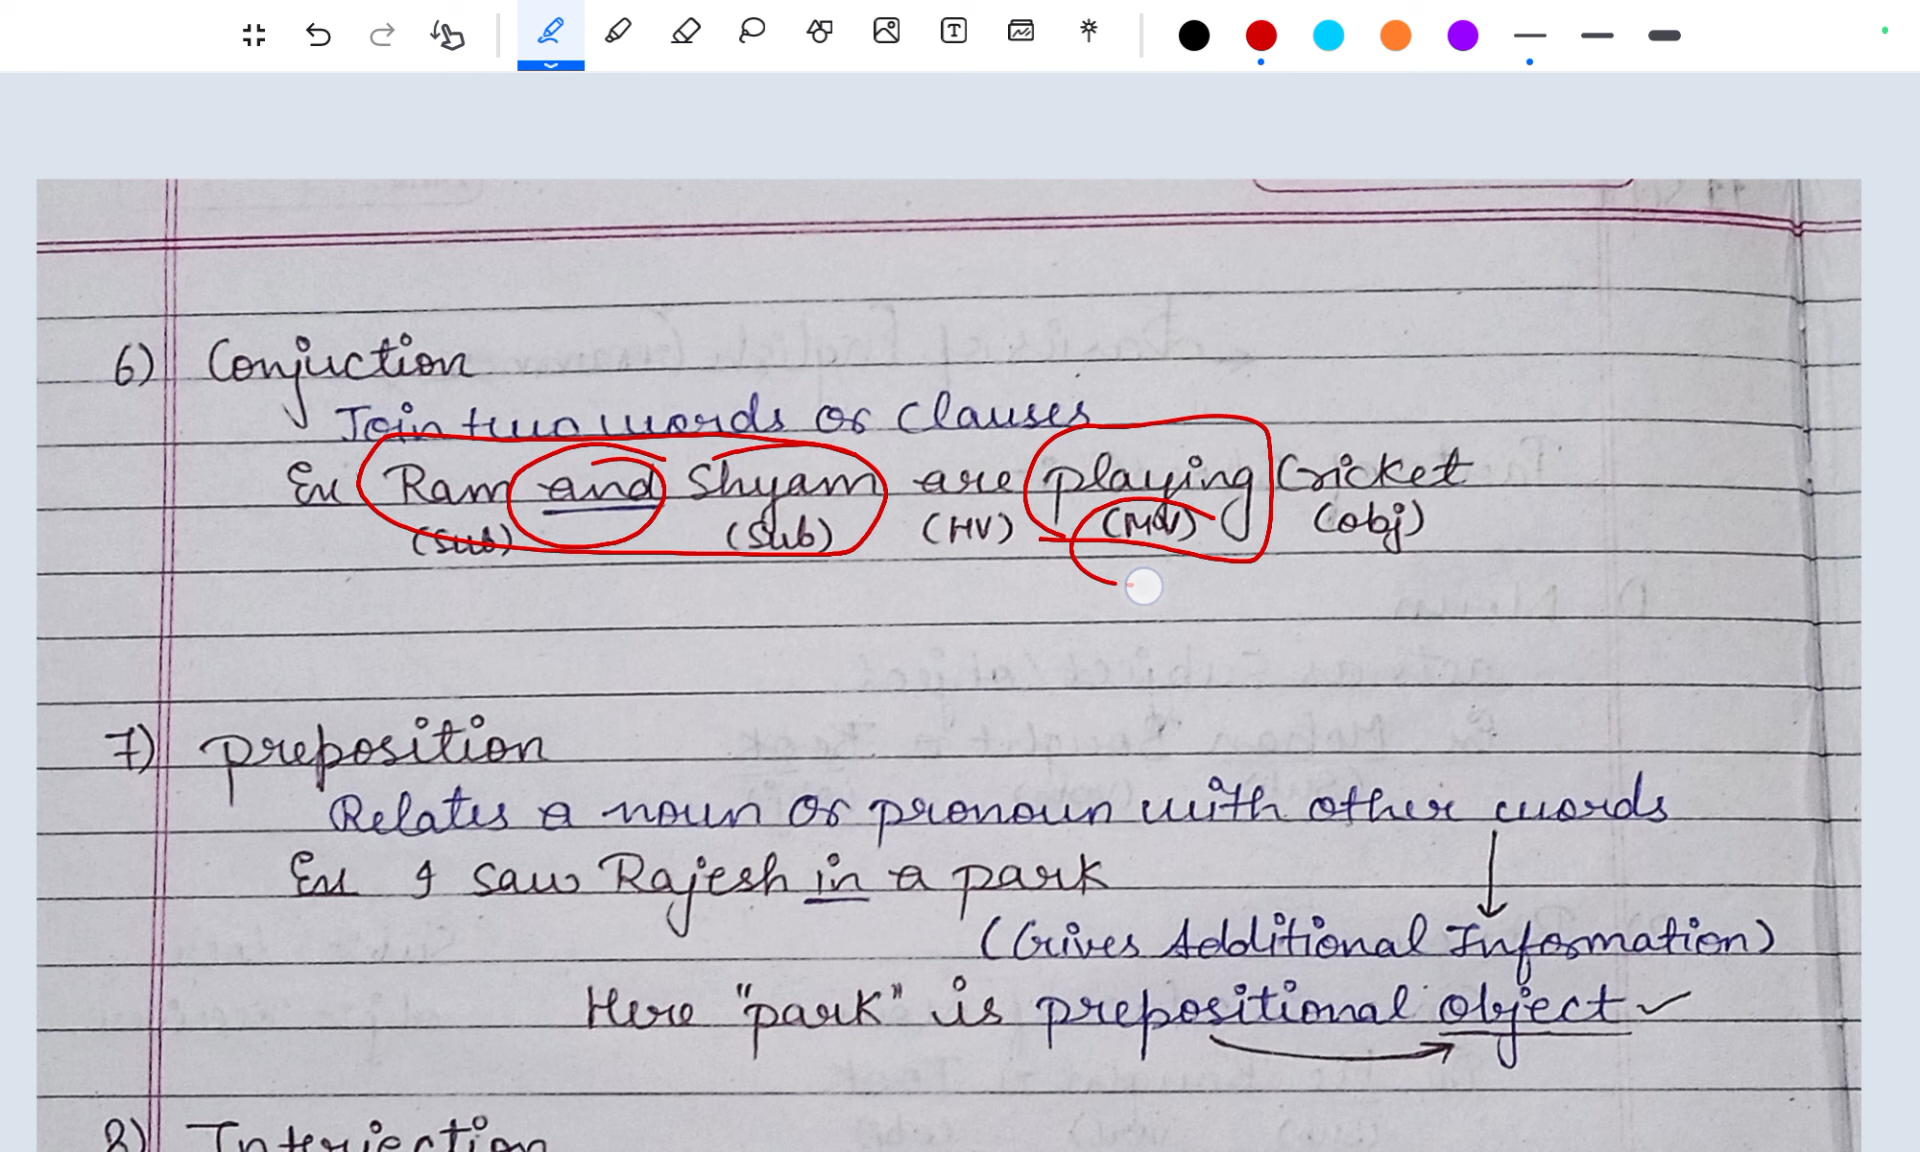 6) Conjuction
Join two words or clauses
Ex Ram and Shyam are playing Cricket
(Sub) (Sub) (HV) (MV) (obj)
7) preposition
Relates a noun or pronoun with other words
Ex I saw Rajesh in a park
(Gives Additional Information)
Here "park" is prepositional object
8) Interjection